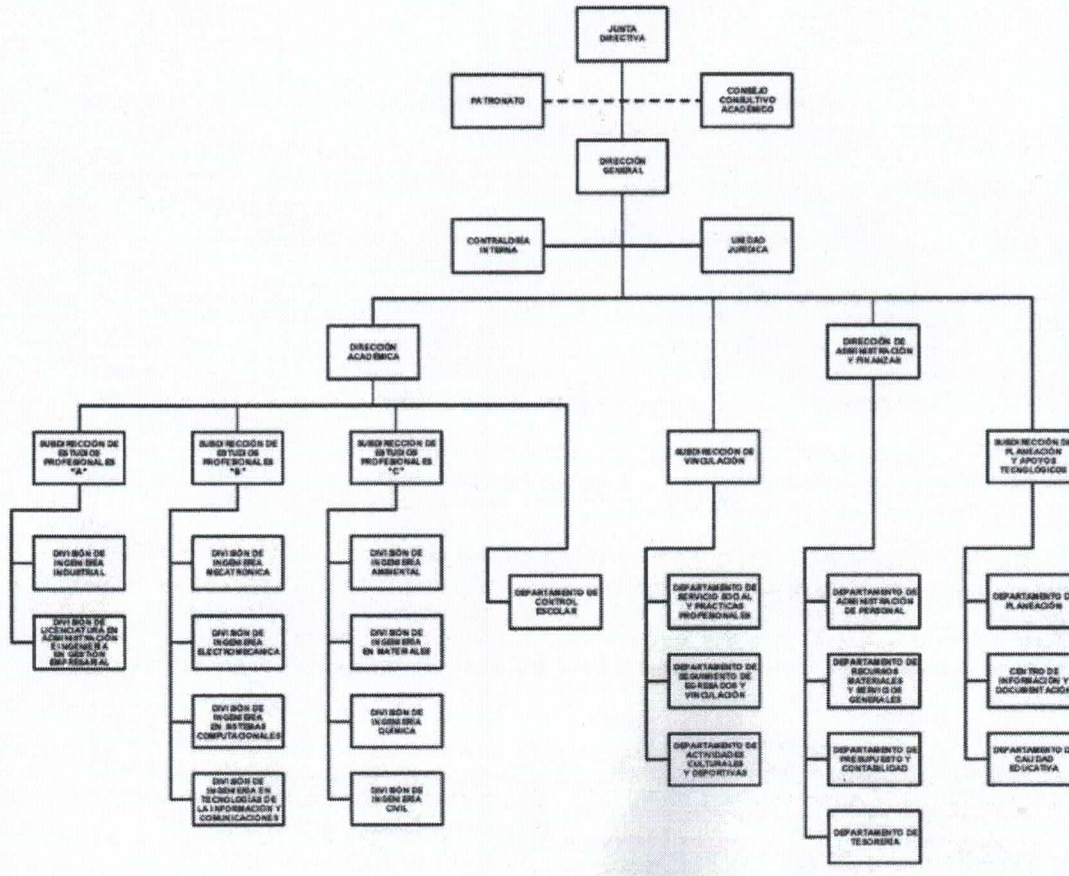 JUNTA
DIRECTIVA
PATRONATO
CONSEJO
CONSULTIVO
ACADÉMICO
DIRECCIÓN
GENERAL
CONTRALORÍA
INTERNA
UNIDAD
JURÍDICA
DIRECCIÓN
ACADÉMICA
DIRECCIÓN DE
ADMINISTRACIÓN
Y FINANZAS
SUBDIRECCIÓN DE
ESTUDIOS
PROFESIONALES
"A"
SUBDIRECCIÓN DE
ESTUDIOS
PROFESIONALES
"B"
SUBDIRECCIÓN DE
ESTUDIOS
PROFESIONALES
"C"
SUBDIRECCIÓN DE
VINCULACIÓN
SUBDIRECCIÓN DE
PLANEACIÓN
Y APOYOS
TECNOLÓGICOS
DIVISIÓN DE
INGENIERÍA
INDUSTRIAL
DIVISIÓN DE
LICENCIATURA EN
ADMINISTRACIÓN
E INGENIERÍA
EN GESTIÓN
EMPRESARIAL
DIVISIÓN DE
INGENIERÍA
MECATRÓNICA
DIVISIÓN DE
INGENIERÍA
ELECTROMECÁNICA
DIVISIÓN DE
INGENIERÍA
EN SISTEMAS
COMPUTACIONALES
DIVISIÓN DE
INGENIERÍA EN
TECNOLOGÍAS DE
LA INFORMACIÓN Y
COMUNICACIONES
DIVISIÓN DE
INGENIERÍA
AMBIENTAL
DIVISIÓN DE
INGENIERÍA
EN MATERIALES
DIVISIÓN DE
INGENIERÍA
QUÍMICA
DIVISIÓN DE
INGENIERÍA
CIVIL
DEPARTAMENTO DE
CONTROL
ESCOLAR
DEPARTAMENTO DE
SERVICIO SOCIAL
Y PRÁCTICAS
PROFESIONALES
DEPARTAMENTO DE
SEGUIMIENTO DE
EGRESADOS Y
VINCULACIÓN
DEPARTAMENTO DE
ACTIVIDADES
CULTURALES
Y DEPORTIVAS
DEPARTAMENTO DE
ADMINISTRACIÓN
DE PERSONAL
DEPARTAMENTO DE
RECURSOS
MATERIALES
Y SERVICIOS
GENERALES
DEPARTAMENTO DE
PRESUPUESTO Y
CONTABILIDAD
DEPARTAMENTO DE
TESORERÍA
DEPARTAMENTO DE
PLANEACIÓN
CENTRO DE
INFORMACIÓN Y
DOCUMENTACIÓN
DEPARTAMENTO DE
CALIDAD
EDUCATIVA